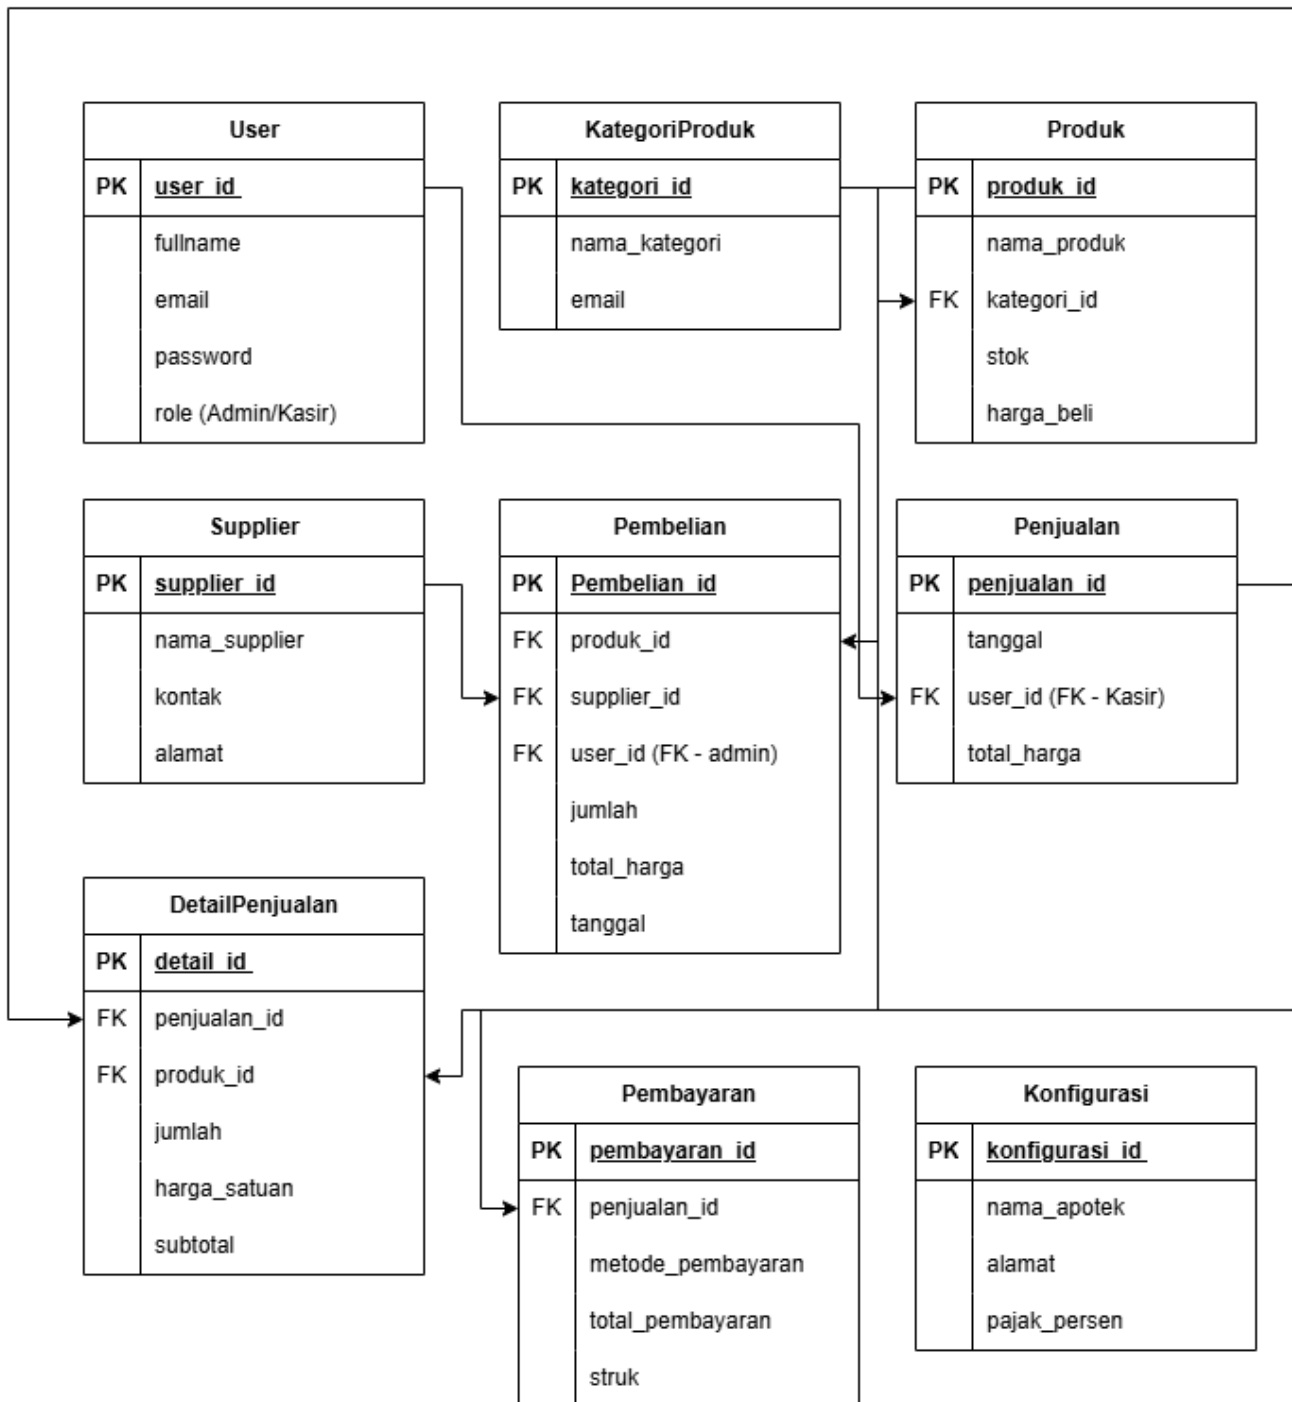 User
PK user_id
fullname
email
password
role (Admin/Kasir)
KategoriProduk
PK kategori_id
nama_kategori
email
Produk
PK produk_id
nama_produk
FK kategori_id
stok
harga_beli
Supplier
PK supplier_id
nama_supplier
kontak
alamat
Pembelian
PK Pembelian_id
FK produk_id
FK supplier_id
FK user_id (FK - admin)
jumlah
total_harga
tanggal
Penjualan
PK penjualan_id
tanggal
FK user_id (FK - Kasir)
total_harga
DetailPenjualan
PK detail_id
FK penjualan_id
FK produk_id
jumlah
harga_satuan
subtotal
Pembayaran
PK pembayaran_id
FK penjualan_id
metode_pembayaran
total_pembayaran
struk
Konfigurasi
PK konfigurasi_id
nama_apotek
alamat
pajak_persen